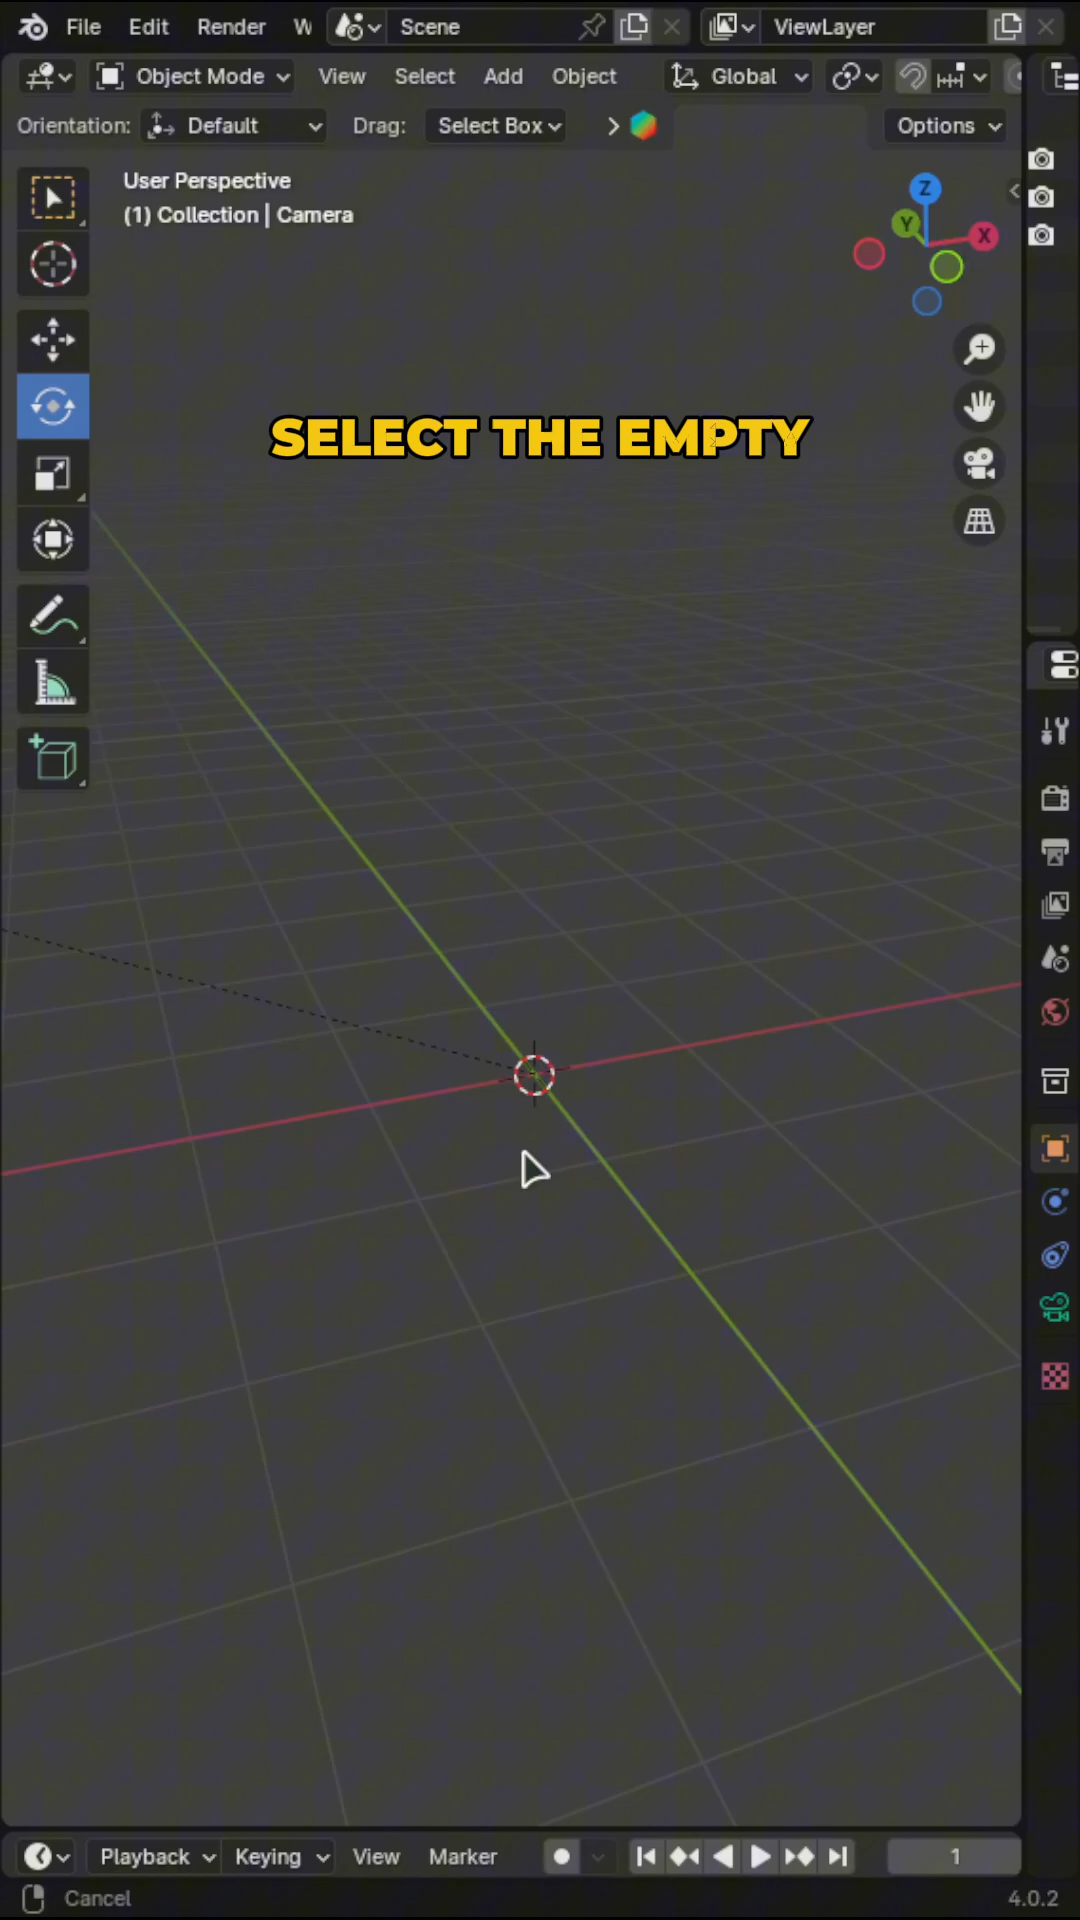 File Edit Render W Scene ViewLayer
Object Mode View Select Add Object Global
Orientation: Default Drag: Select Box Options
User Perspective
(1) Collection | Camera
Z
Y
X
SELECT THE EMPTY
Playback Keying View Marker 1
Cancel 4.0.2